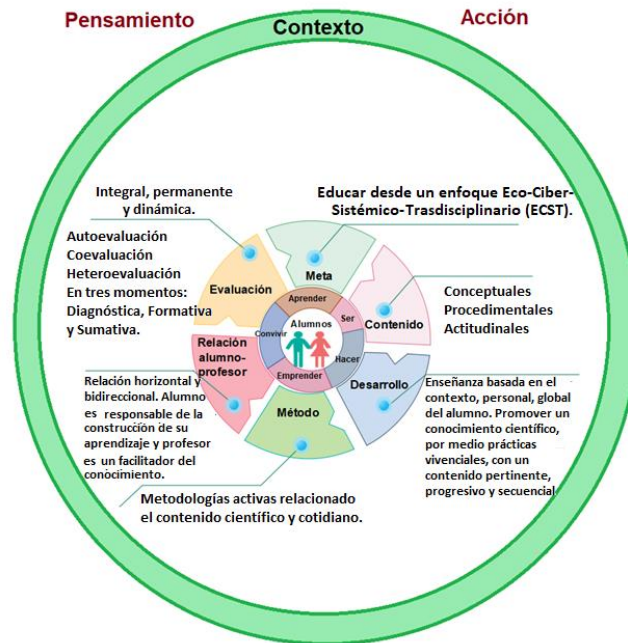 Pensamiento
Acción
Contexto
Integral, permanente
y dinámica.
Autoevaluación
Coevaluación
Heteroevaluación
En tres momentos:
Diagnóstica, Formativa
y Sumativa.
Educar desde un enfoque Eco-Ciber-
Sistémico-Trasdisciplinario (ECST).
Meta
Evaluación
Contenido
Conceptuales
Procedimentales
Actitudinales
Aprender
Ser
Convivir
Alumnos
Hacer
Emprender
Relación
alumno-
profesor
Método
Desarrollo
Relación horizontal y
bidireccional. Alumno
es responsable de la
construcción de su
aprendizaje y profesor
es un facilitador del
conocimiento.
Enseñanza basada en el
contexto, personal, global
del alumno. Promover un
conocimiento científico,
por medio prácticas
vivenciales, con un
contenido pertinente,
progresivo y secuencial
Metodologías activas relacionado
el contenido científico y cotidiano.